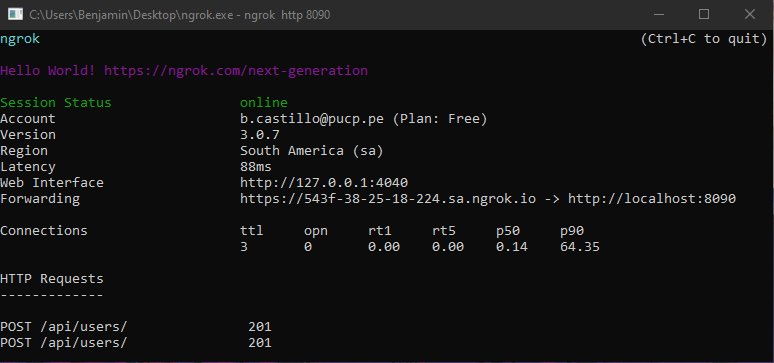 C:\Users\Benjamin\Desktop\ngrok.exe - ngrok http 8090
ngrok (Ctrl+C to quit)
Hello World! https://ngrok.com/next-generation
Session Status online
Account b.castillo@pucp.pe (Plan: Free)
Version 3.0.7
Region South America (sa)
Latency 88ms
Web Interface http://127.0.0.1:4040
Forwarding https://543f-38-25-18-224.sa.ngrok.io -> http://localhost:8090
Connections ttl opn rt1 rt5 p50 p90
3 0 0.00 0.00 0.14 64.35
HTTP Requests
-------------
POST /api/users/ 201
POST /api/users/ 201